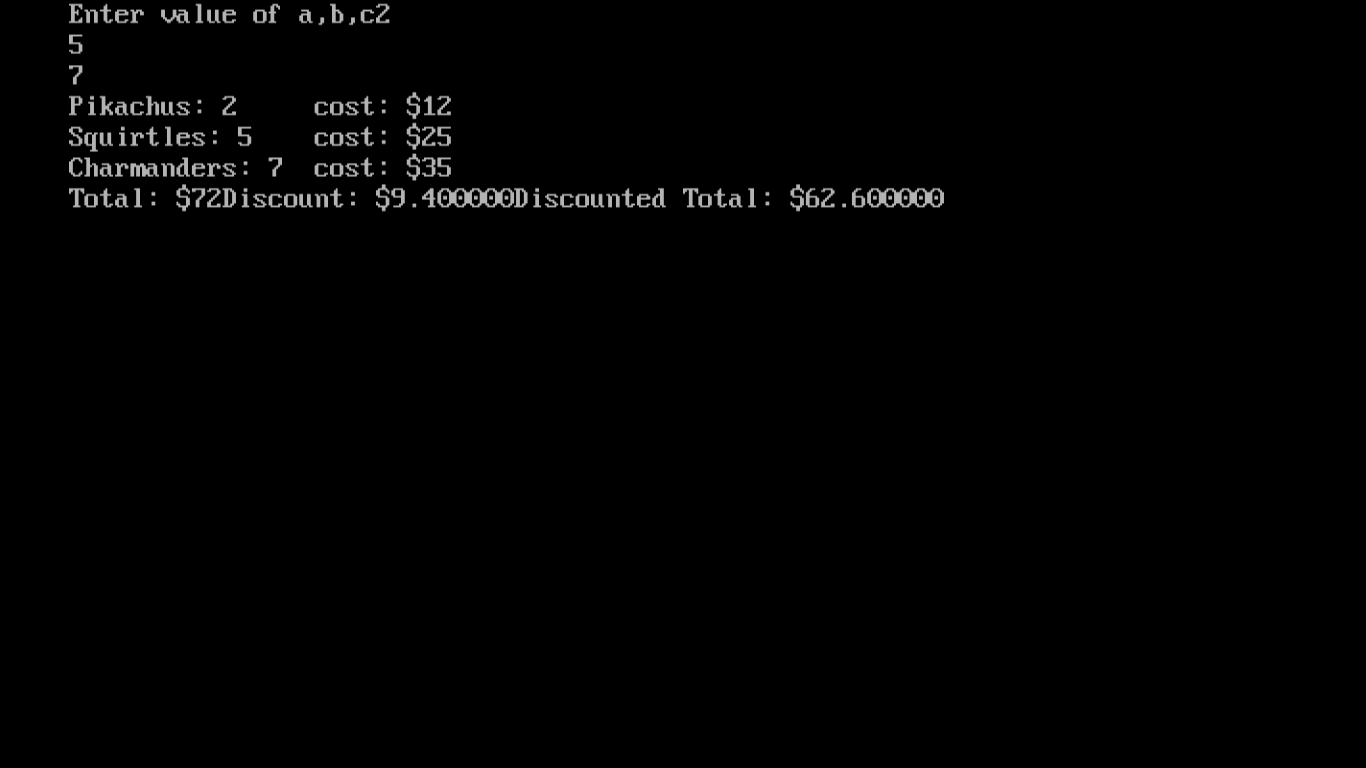 Enter value of a,b,c2
5
7
Pikachus: 2     cost: $12
Squirtles: 5    cost: $25
Charmanders: 7  cost: $35
Total: $72Discount: $9.400000Discounted Total: $62.600000